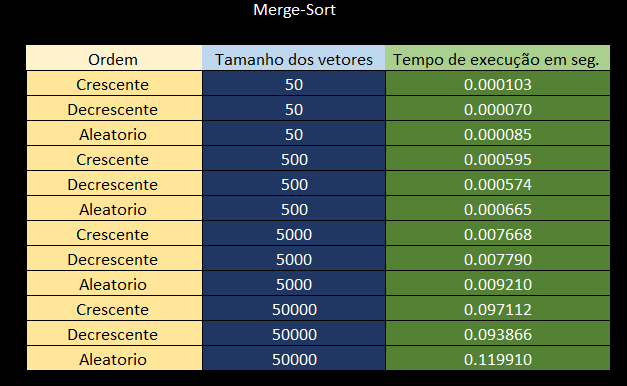 Merge-Sort
Ordem Tamanho dos vetores Tempo de execução em seg.
Crescente 50 0.000103
Decrescente 50 0.000070
Aleatorio 50 0.000085
Crescente 500 0.000595
Decrescente 500 0.000574
Aleatorio 500 0.000665
Crescente 5000 0.007668
Decrescente 5000 0.007790
Aleatorio 5000 0.009210
Crescente 50000 0.097112
Decrescente 50000 0.093866
Aleatorio 50000 0.119910